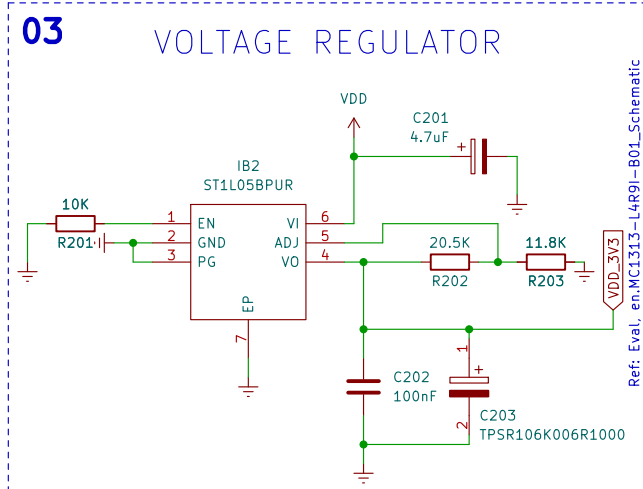 03
VOLTAGE REGULATOR
VDD
C201
4.7uF
+
IB2
ST1L05BPUR
10K
R201
1
2
3
EN
GND
PG
VI
ADJ
VO
EP
6
5
4
7
20.5K
R202
11.8K
R203
VDD_3V3
C202
100nF
1
+
2
C203
TPSR106K006R1000
Ref: Eval, en.MC1313-L4R9I-B01_Schematic